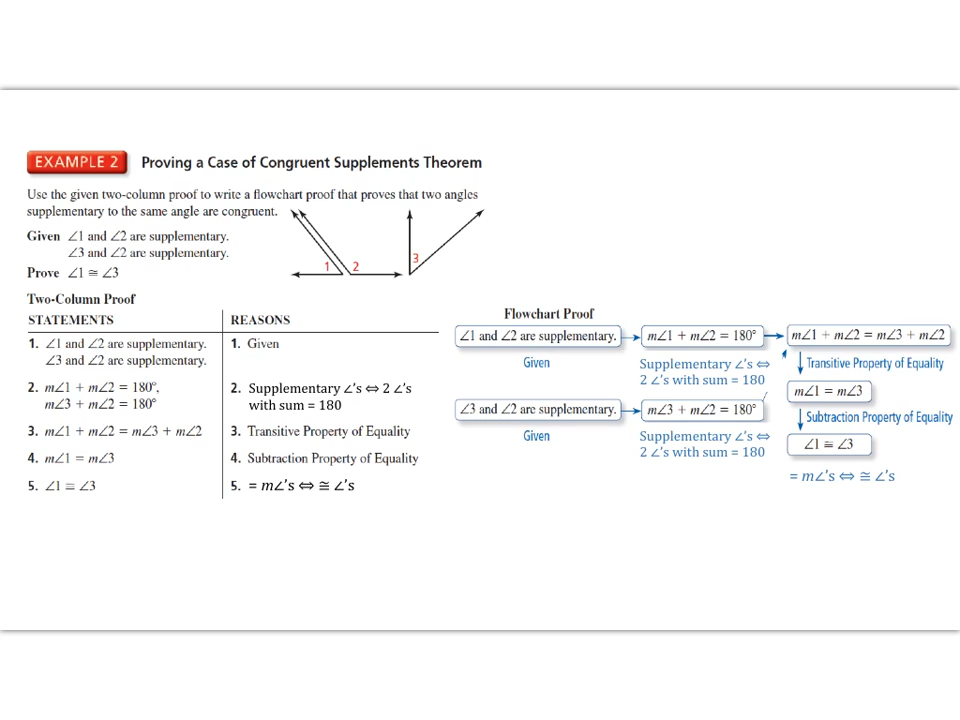 EXAMPLE 2 Proving a Case of Congruent Supplements Theorem
Use the given two-column proof to write a flowchart proof that proves that two angles
supplementary to the same angle are congruent.
Given ∠1 and ∠2 are supplementary.
∠3 and ∠2 are supplementary.
Prove ∠1 ≅ ∠3
1 2
3
Two-Column Proof
STATEMENTS REASONS
1. ∠1 and ∠2 are supplementary. 1. Given
∠3 and ∠2 are supplementary.
2. m∠1 + m∠2 = 180°, 2. Supplementary ∠'s ⇔ 2 ∠'s
m∠3 + m∠2 = 180° with sum = 180
3. m∠1 + m∠2 = m∠3 + m∠2 3. Transitive Property of Equality
4. m∠1 = m∠3 4. Subtraction Property of Equality
5. ∠1 ≅ ∠3 5. = m∠'s ⇔ ≅ ∠'s
Flowchart Proof
∠1 and ∠2 are supplementary. m∠1 + m∠2 = 180° m∠1 + m∠2 = m∠3 + m∠2
Given Supplementary ∠'s ⇔ Transitive Property of Equality
2 ∠'s with sum = 180
m∠1 = m∠3
∠3 and ∠2 are supplementary. m∠3 + m∠2 = 180° Subtraction Property of Equality
Given Supplementary ∠'s ⇔ ∠1 ≅ ∠3
2 ∠'s with sum = 180
= m∠'s ⇔ ≅ ∠'s